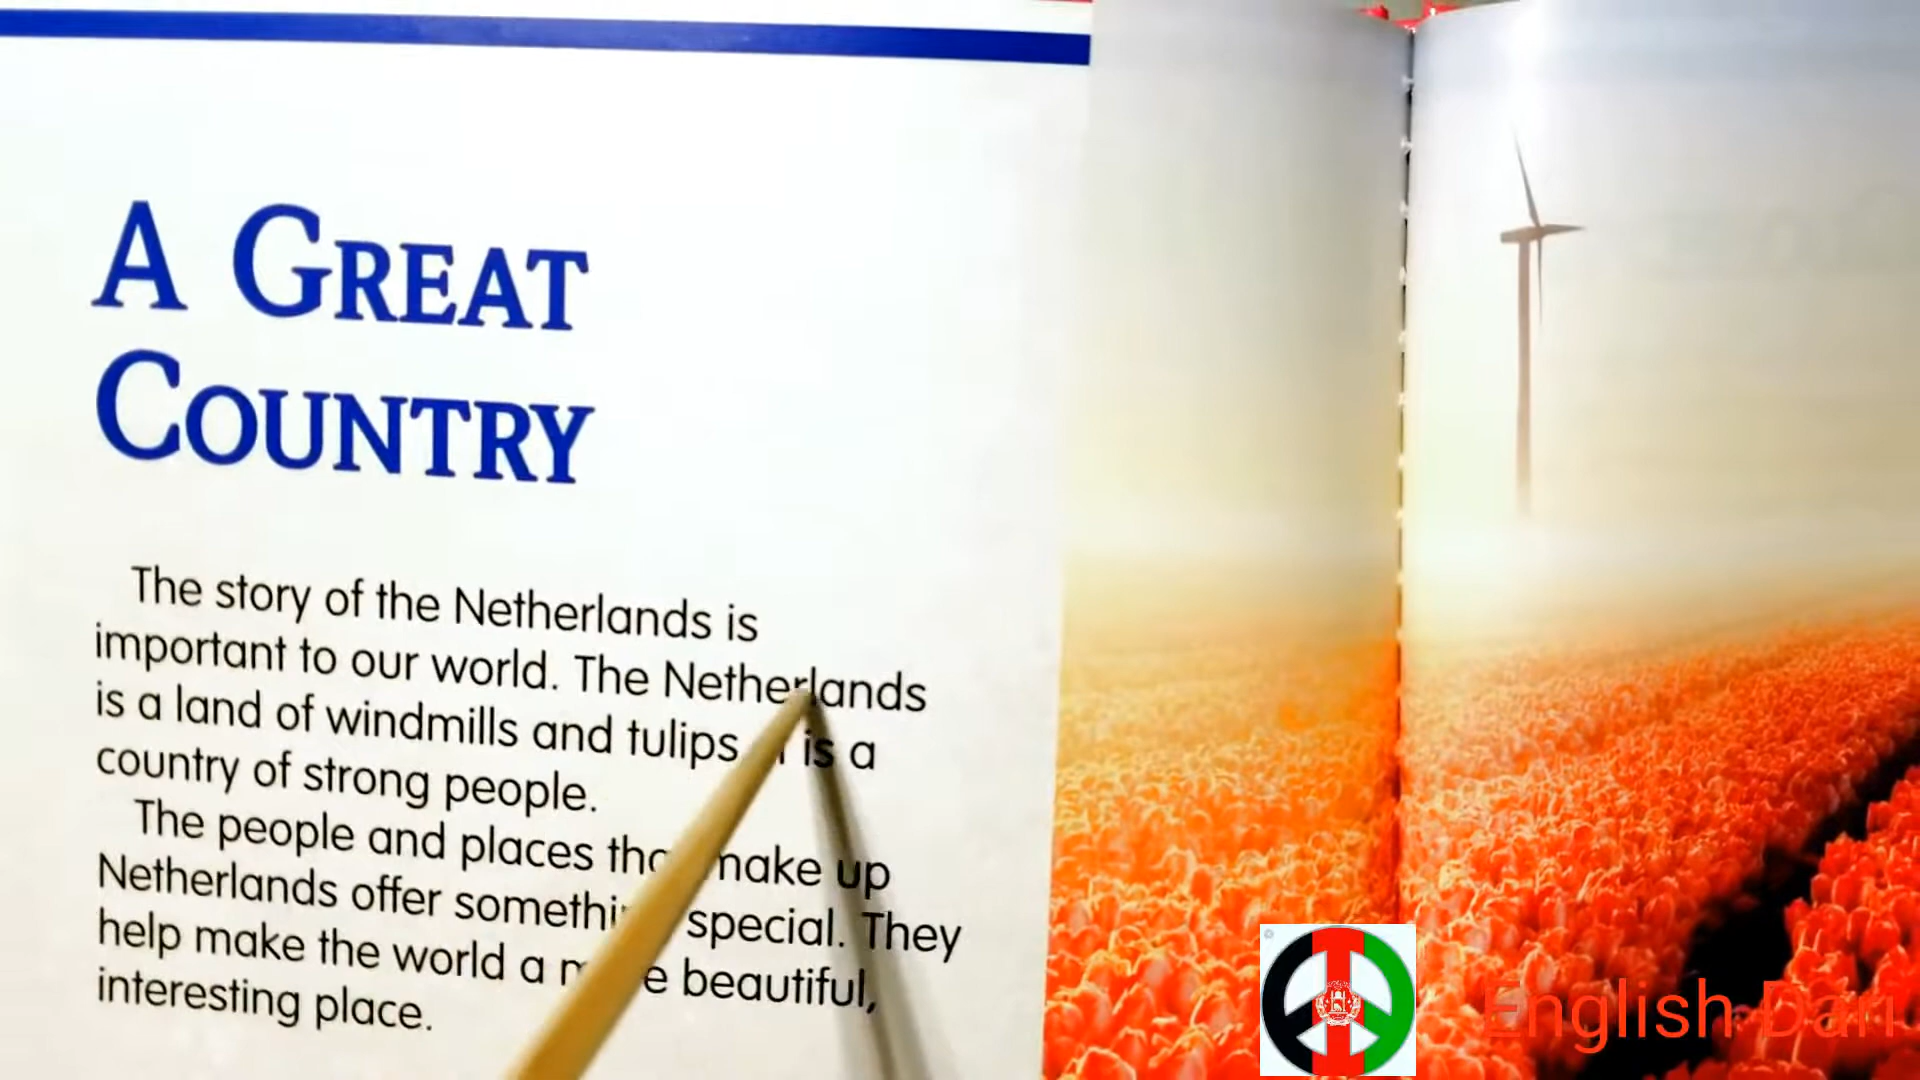 A GREAT
COUNTRY
The story of the Netherlands is
important to our world. The Netherlands
is a land of windmills and tulips. is a
country of strong people.
The people and places make up
Netherlands offer special. They
help make the world a beautiful,
interesting place.
English Dari